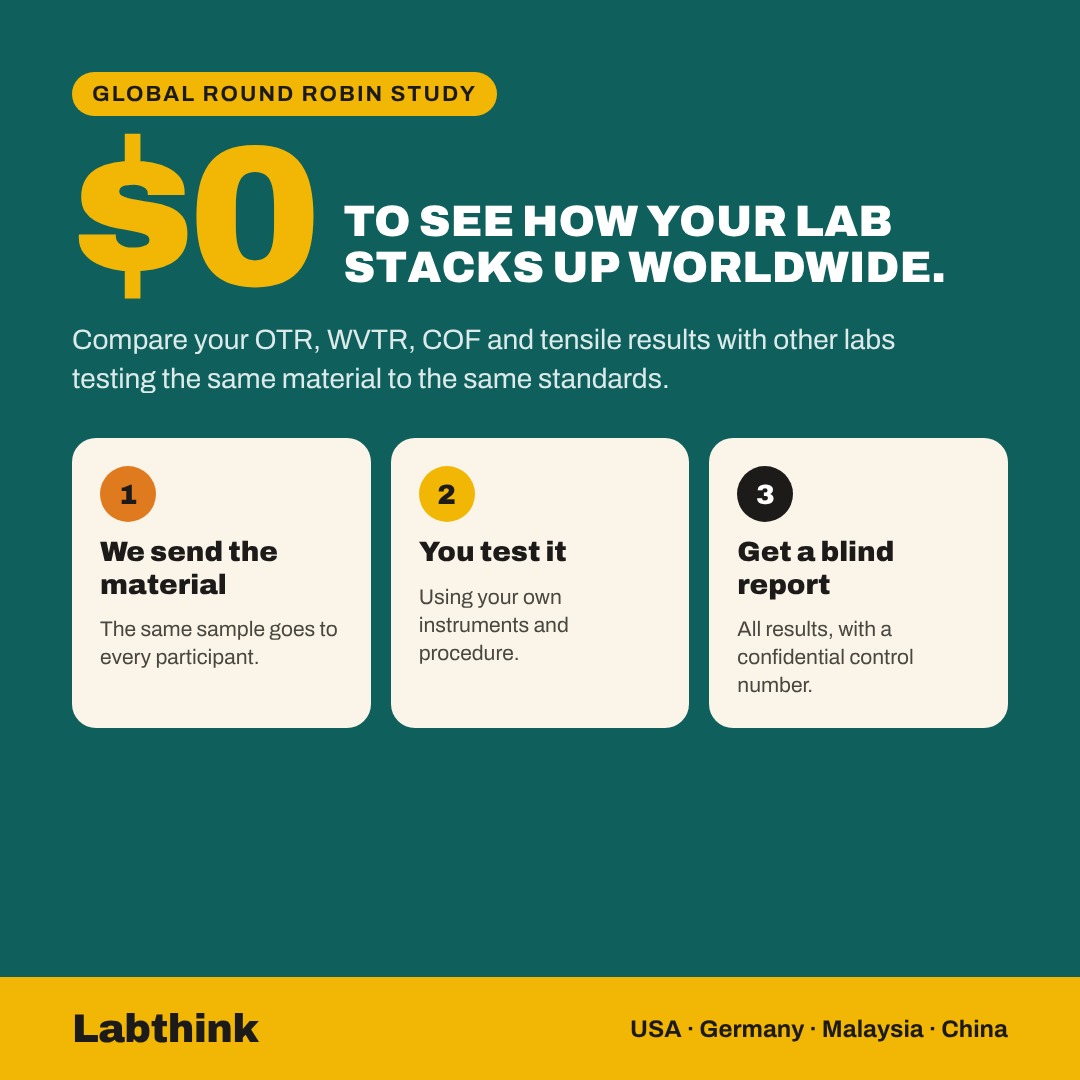 GLOBAL ROUND ROBIN STUDY
$0
TO SEE HOW YOUR LAB
STACKS UP WORLDWIDE.
Compare your OTR, WVTR, COF and tensile results with other labs
testing the same material to the same standards.
1
We send the
material
The same sample goes to
every participant.
2
You test it
Using your own
instruments and
procedure.
3
Get a blind
report
All results, with a
confidential control
number.
Labthink
USA · Germany · Malaysia · China